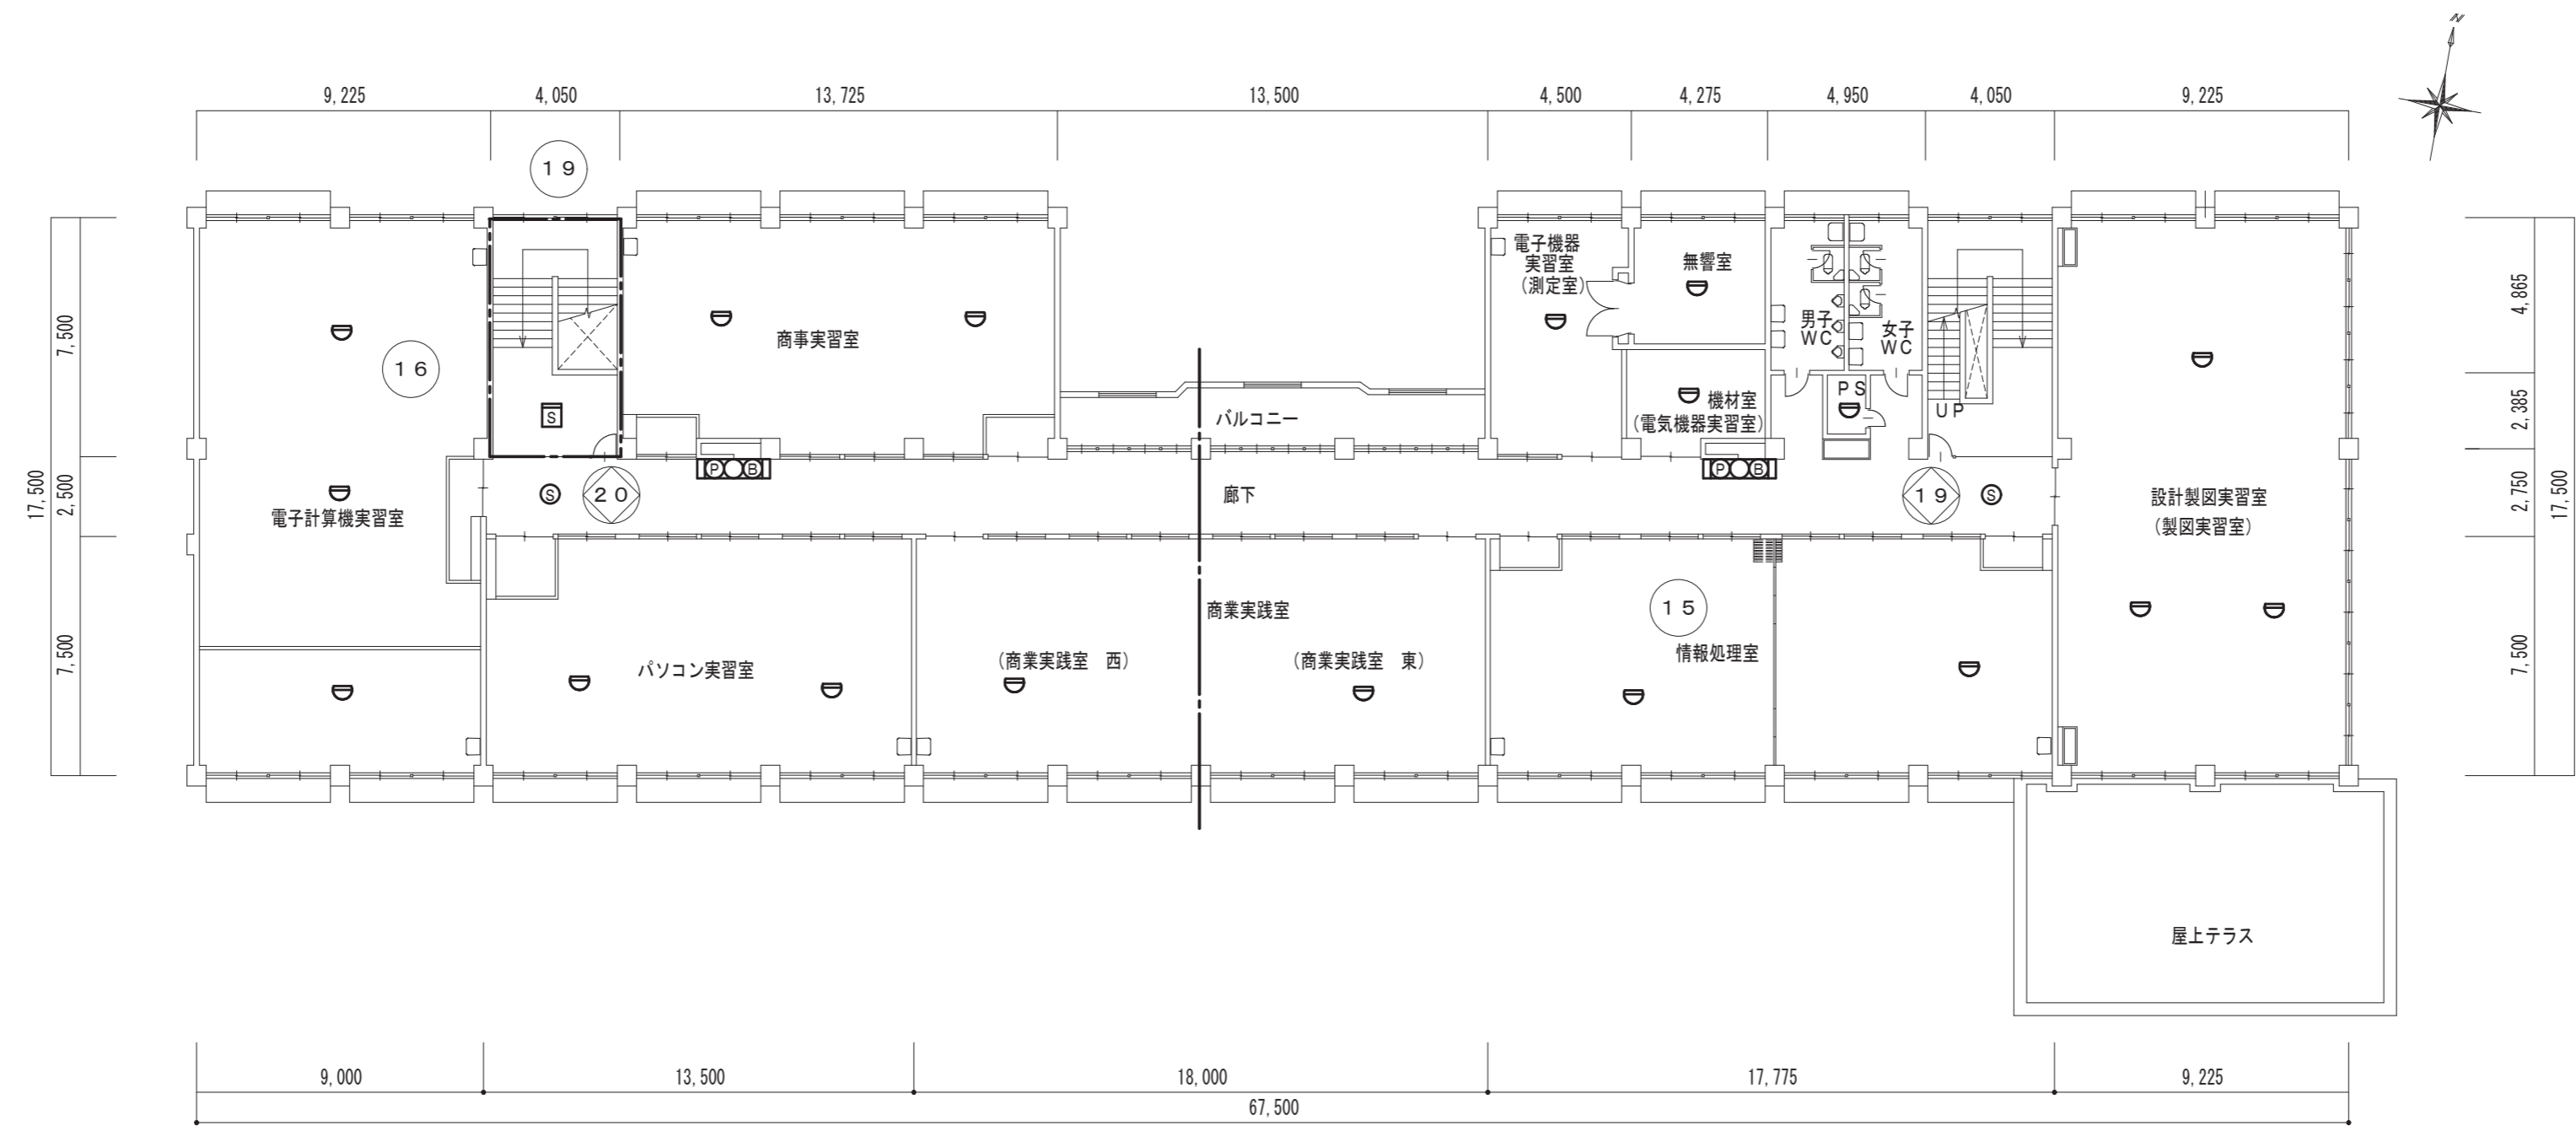 N
9,225
4,050
13,725
13,500
4,500
4,275
4,950
4,050
9,225
19
7,500
2,500
7,500
17,500
4,865
2,385
2,750
7,500
17,500
電子機器
実習室
(測定室)
無響室
男子
WC
女子
WC
商事実習室
16
S
バルコニー
機材室
(電気機器実習室)
PS
UP
P
B
P
B
S
20
廊下
19
S
電子計算機実習室
設計製図実習室
(製図実習室)
商業実践室
15
パソコン実習室
(商業実践室 西)
(商業実践室 東)
情報処理室
屋上テラス
9,000
13,500
18,000
17,775
9,225
67,500